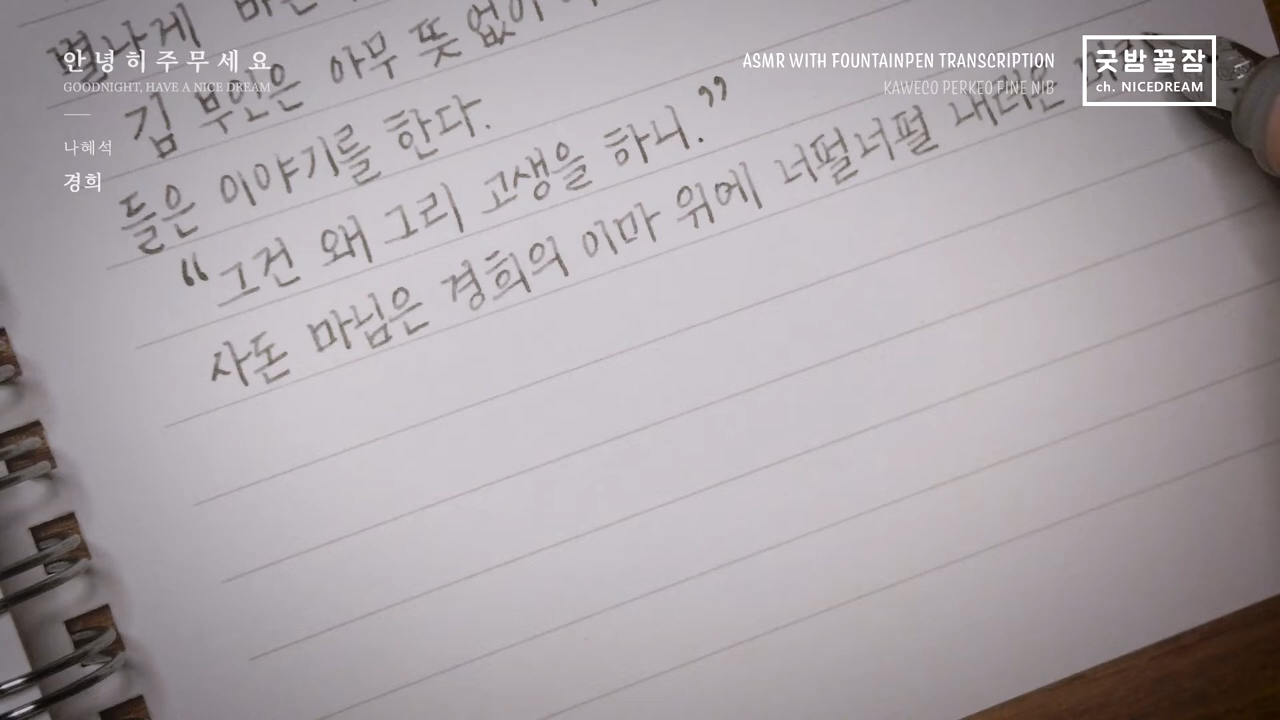 안녕히주무세요
GOODNIGHT, HAVE A NICE DREAM
나혜석
경희
ASMR WITH FOUNTAINPEN TRANSCRIPTION
KAWECO PERKEO FINE NIB
굿밤꿀잠
ch. NICEDREAM
별나게
김 부인은 아무 뜻 없이
들은 이야기를 한다.
“그건 왜 그리 고생을 하니.”
사돈 마님은 경희의 이마 위에 너펄너펄 내려온